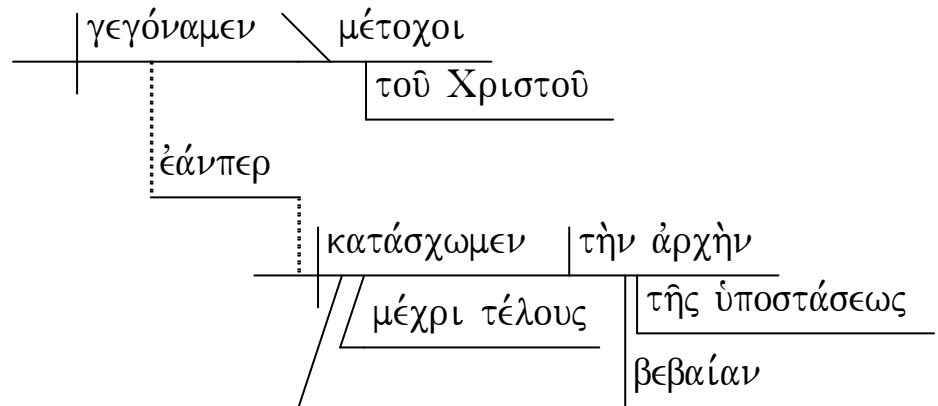 γεγόναμεν μέτοχοι
τοῦ Χριστοῦ
ἐάνπερ
κατάσχωμεν τὴν ἀρχὴν
μέχρι τέλους τῆς ὑποστάσεως
βεβαίαν